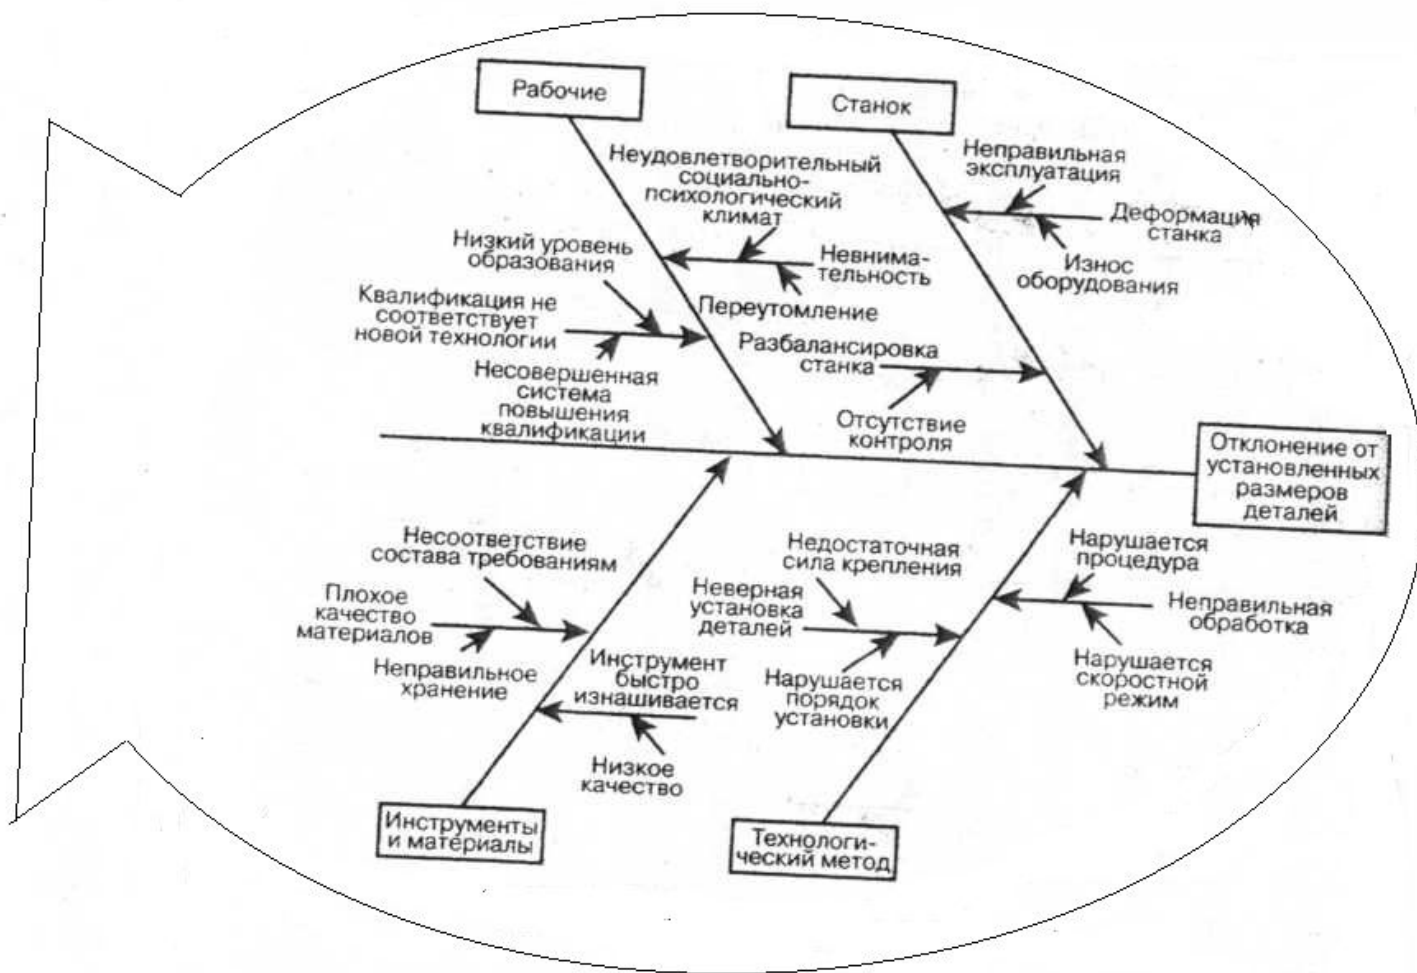 Рабочие
Станок
Неудовлетворительный
социально-
психологический
климат
Неправильная
эксплуатация
Деформация
станка
Низкий уровень
образования
Невнима-
тельность
Износ
оборудования
Квалификация не
соответствует
новой технологии
Переутомление
Разбалансировка
станка
Несовершенная
система
повышения
квалификации
Отсутствие
контроля
Отклонение от
установленных
размеров
деталей
Несоответствие
состава требованиям
Недостаточная
сила крепления
Нарушается
процедура
Плохое
качество
материалов
Неверная
установка
деталей
Неправильная
обработка
Неправильное
хранение
Инструмент
быстро
изнашивается
Нарушается
порядок
установки
Нарушается
скоростной
режим
Низкое
качество
Инструменты
и материалы
Технологи-
ческий метод